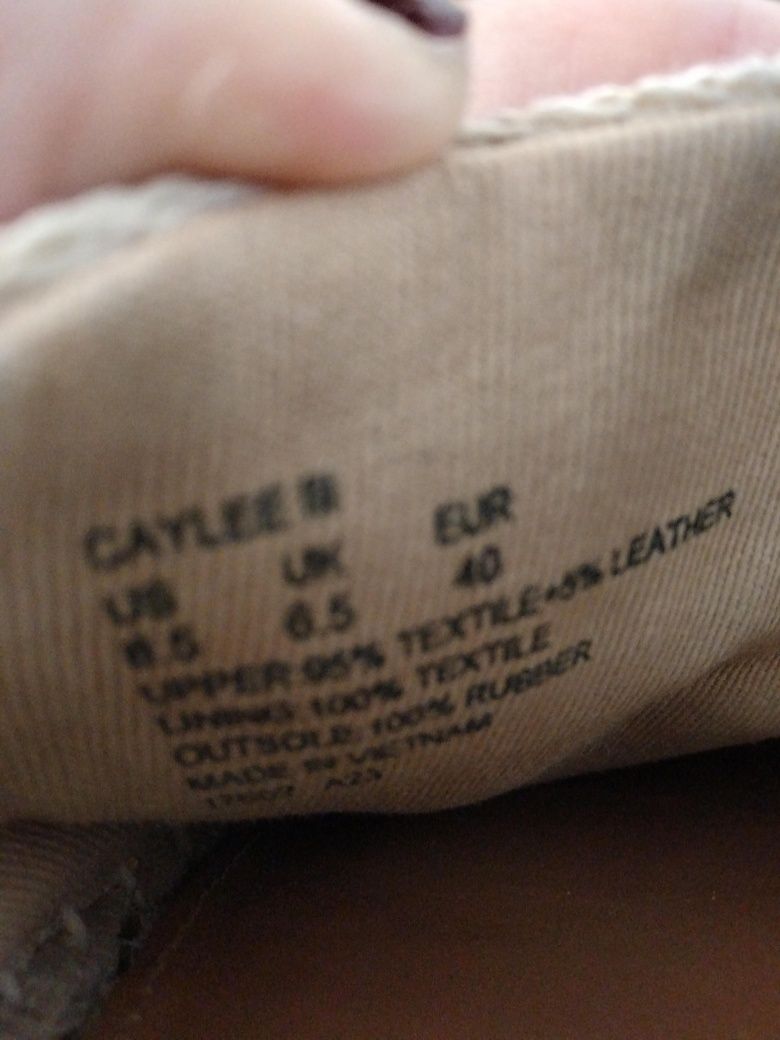 CAYLEE
US UK EUR
8.5 6.5 40
UPPER: 95% TEXTILE+5% LEATHER
LINING: 100% TEXTILE
OUTSOLE: 100% RUBBER
MADE IN VIETNAM
A23